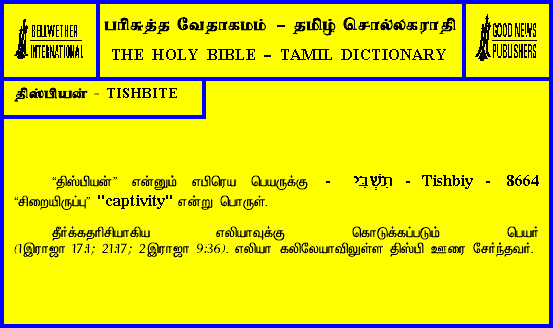 BELLWETHER
INTERNATIONAL
பரிசுத்த வேதாகமம் – தமிழ் சொல்லகராதி
THE HOLY BIBLE – TAMIL DICTIONARY
GOOD NEWS
PUBLISHERS
திஸ்பியன் - TISHBITE
“திஸ்பியன்” என்னும் எபிரெய பெயருக்கு - תִּשְׁבִּי - Tishbiy - 8664
“சிறையிருப்பு” "captivity" என்று பொருள்.
தீர்க்கதரிசியாகிய எலியாவுக்கு கொடுக்கப்படும் பெயர்
(1இராஜா 17:1; 21:17; 2இராஜா 9:36). எலியா கலிலேயாவிலுள்ள திஸ்பி ஊரை சேர்ந்தவர்.